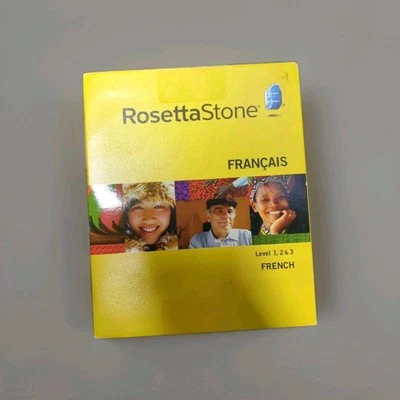 RosettaStone®
FRANÇAIS
Level 1, 2 & 3
FRENCH